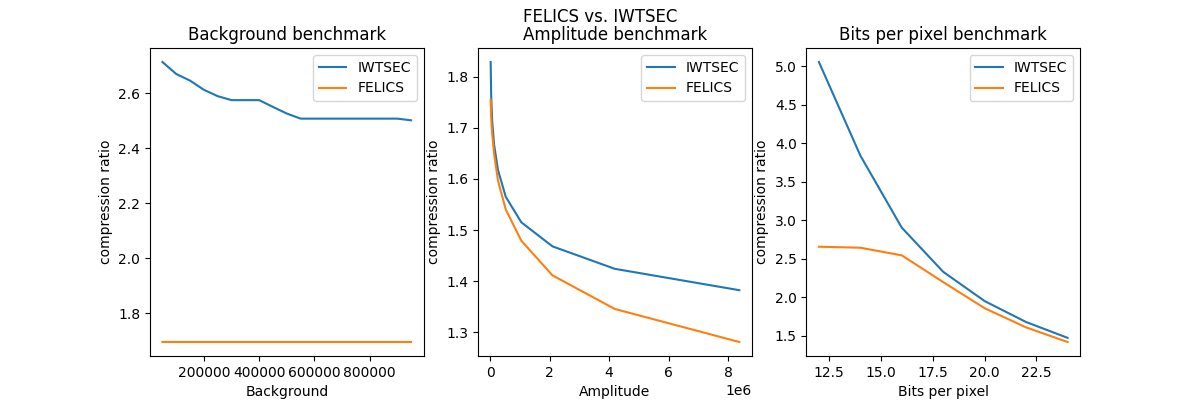 FELICS vs. IWTSEC
Background benchmark
IWTSEC
FELICS
compression ratio
2.6
2.4
2.2
2.0
1.8
200000 400000 600000 800000
Background
Amplitude benchmark
IWTSEC
FELICS
compression ratio
1.8
1.7
1.6
1.5
1.4
1.3
0 2 4 6 8
1e6
Amplitude
Bits per pixel benchmark
IWTSEC
FELICS
compression ratio
5.0
4.5
4.0
3.5
3.0
2.5
2.0
1.5
12.5 15.0 17.5 20.0 22.5
Bits per pixel